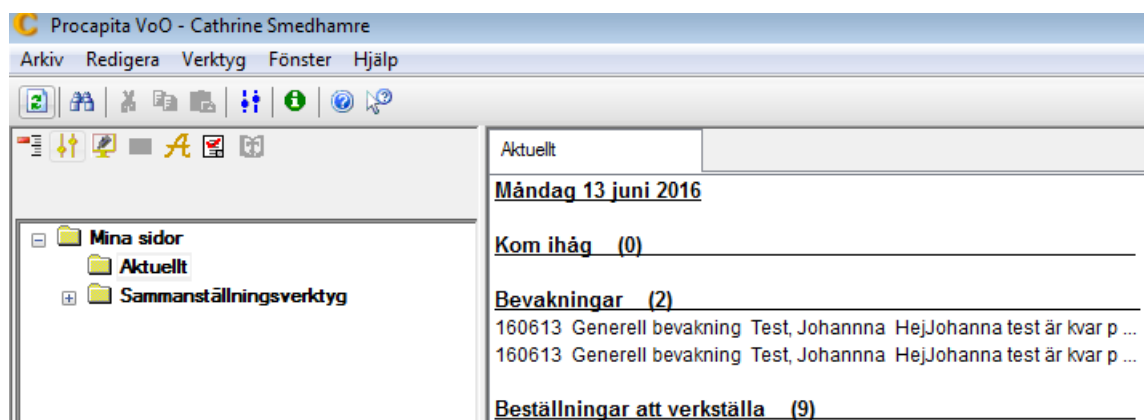 Procapita VoO - Cathrine Smedhamre
Arkiv Redigera Verktyg Fönster Hjälp
Mina sidor
Aktuellt
Sammanställningsverktyg
Aktuellt
Måndag 13 juni 2016
Kom ihåg (0)
Bevakningar (2)
160613 Generell bevakning Test, Johannna HejJohanna test är kvar p ...
160613 Generell bevakning Test, Johannna HejJohanna test är kvar p ...
Beställningar att verkställa (9)